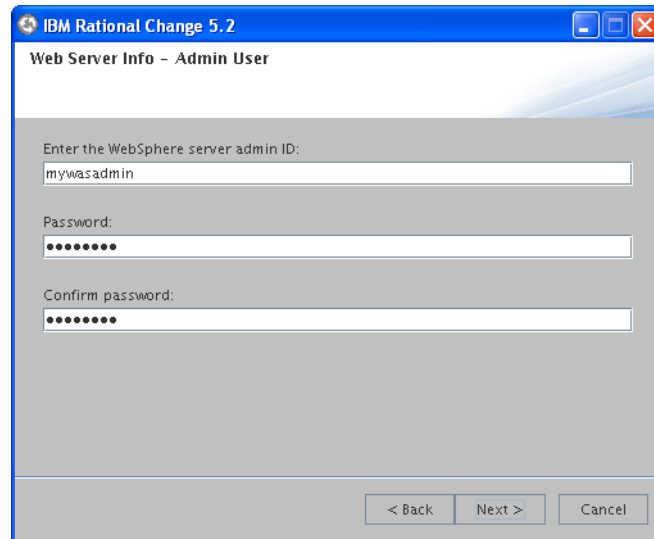 IBM Rational Change 5.2
Web Server Info - Admin User
Enter the WebSphere server admin ID:
mywasadmin
Password:
••••••••
Confirm password:
••••••••
< Back Next > Cancel